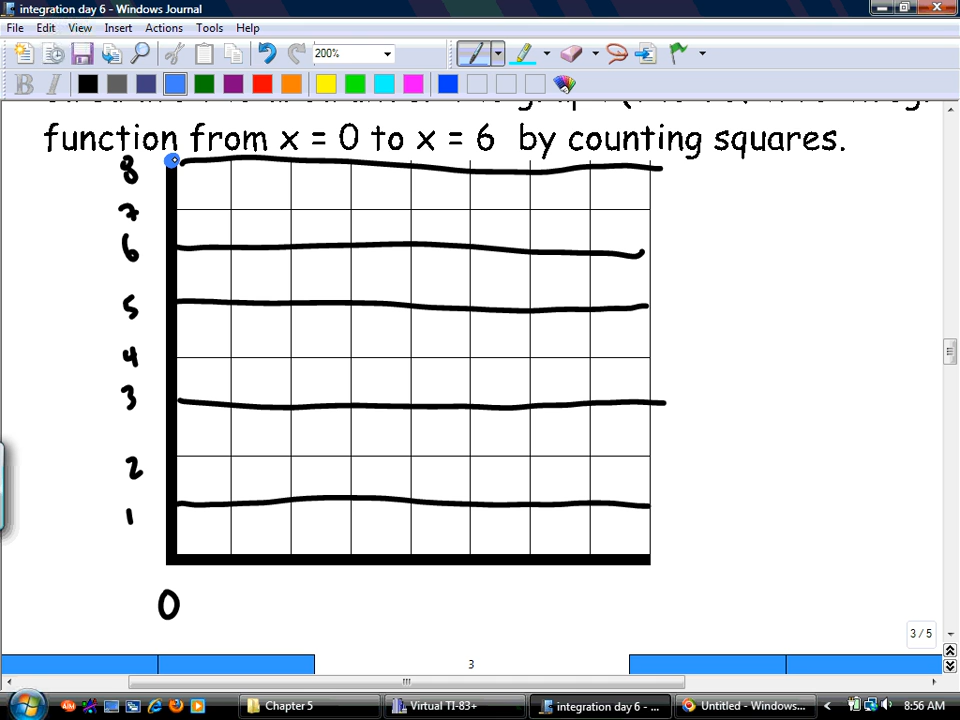 integration day 6 - Windows Journal
File Edit View Insert Actions Tools Help
200%
B I
function from x = 0 to x = 6 by counting squares.
8
7
6
5
4
3
2
1
0
3 / 5
3
Chapter 5
Virtual TI-83+
integration day 6 - ...
Untitled - Windows...
8:56 AM